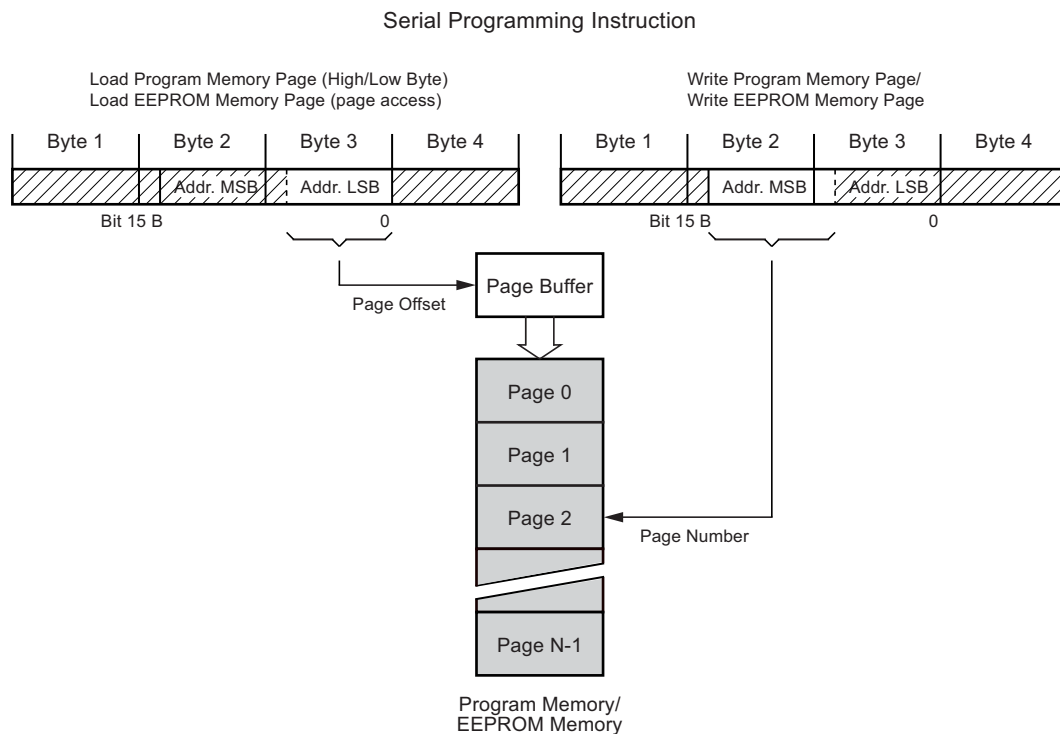 Serial Programming Instruction
Load Program Memory Page (High/Low Byte)
Load EEPROM Memory Page (page access)
Write Program Memory Page/
Write EEPROM Memory Page
Byte 1 Byte 2 Byte 3 Byte 4
Byte 1 Byte 2 Byte 3 Byte 4
Addr. MSB Addr. LSB
Addr. MSB Addr. LSB
Bit 15 B 0
Bit 15 B 0
Page Buffer
Page Offset
Page 0
Page 1
Page 2
Page Number
Page N-1
Program Memory/
EEPROM Memory